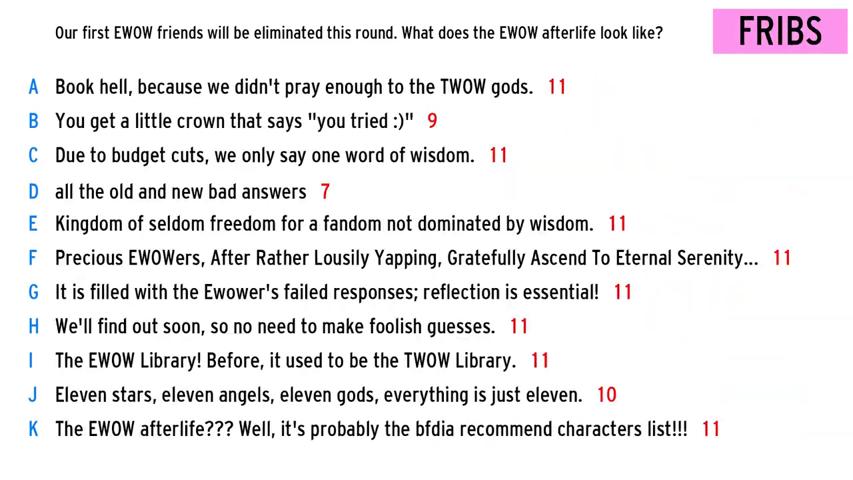 Our first EWOW friends will be eliminated this round. What does the EWOW afterlife look like?
FRIBS
A Book hell, because we didn't pray enough to the TWOW gods. 11
B You get a little crown that says "you tried :)" 9
C Due to budget cuts, we only say one word of wisdom. 11
D all the old and new bad answers 7
E Kingdom of seldom freedom for a fandom not dominated by wisdom. 11
F Precious EWOWers, After Rather Lousily Yapping, Gratefully Ascend To Eternal Serenity... 11
G It is filled with the Ewower's failed responses; reflection is essential! 11
H We'll find out soon, so no need to make foolish guesses. 11
I The EWOW Library! Before, it used to be the TWOW Library. 11
J Eleven stars, eleven angels, eleven gods, everything is just eleven. 10
K The EWOW afterlife??? Well, it's probably the bfdia recommend characters list!!! 11